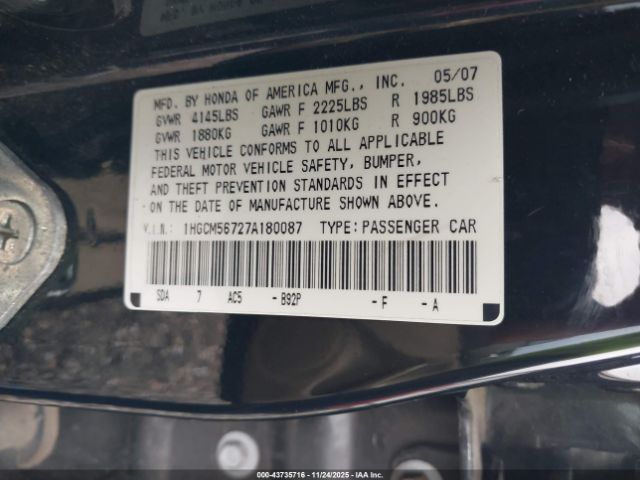 MFD. BY HONDA OF AMERICA MFG., INC. 05/07
GVWR 4145LBS GAWR F 2225LBS R 1985LBS
GVWR 1880KG GAWR F 1010KG R 900KG
THIS VEHICLE CONFORMS TO ALL APPLICABLE
FEDERAL MOTOR VEHICLE SAFETY, BUMPER,
AND THEFT PREVENTION STANDARDS IN EFFECT
ON THE DATE OF MANUFACTURE SHOWN ABOVE.
V.I.N.: 1HGCM56727A180087 TYPE: PASSENGER CAR
SDA 7 AC5 -B92P -F -A
000-43735716 - 11/24/2025 - IAA Inc.